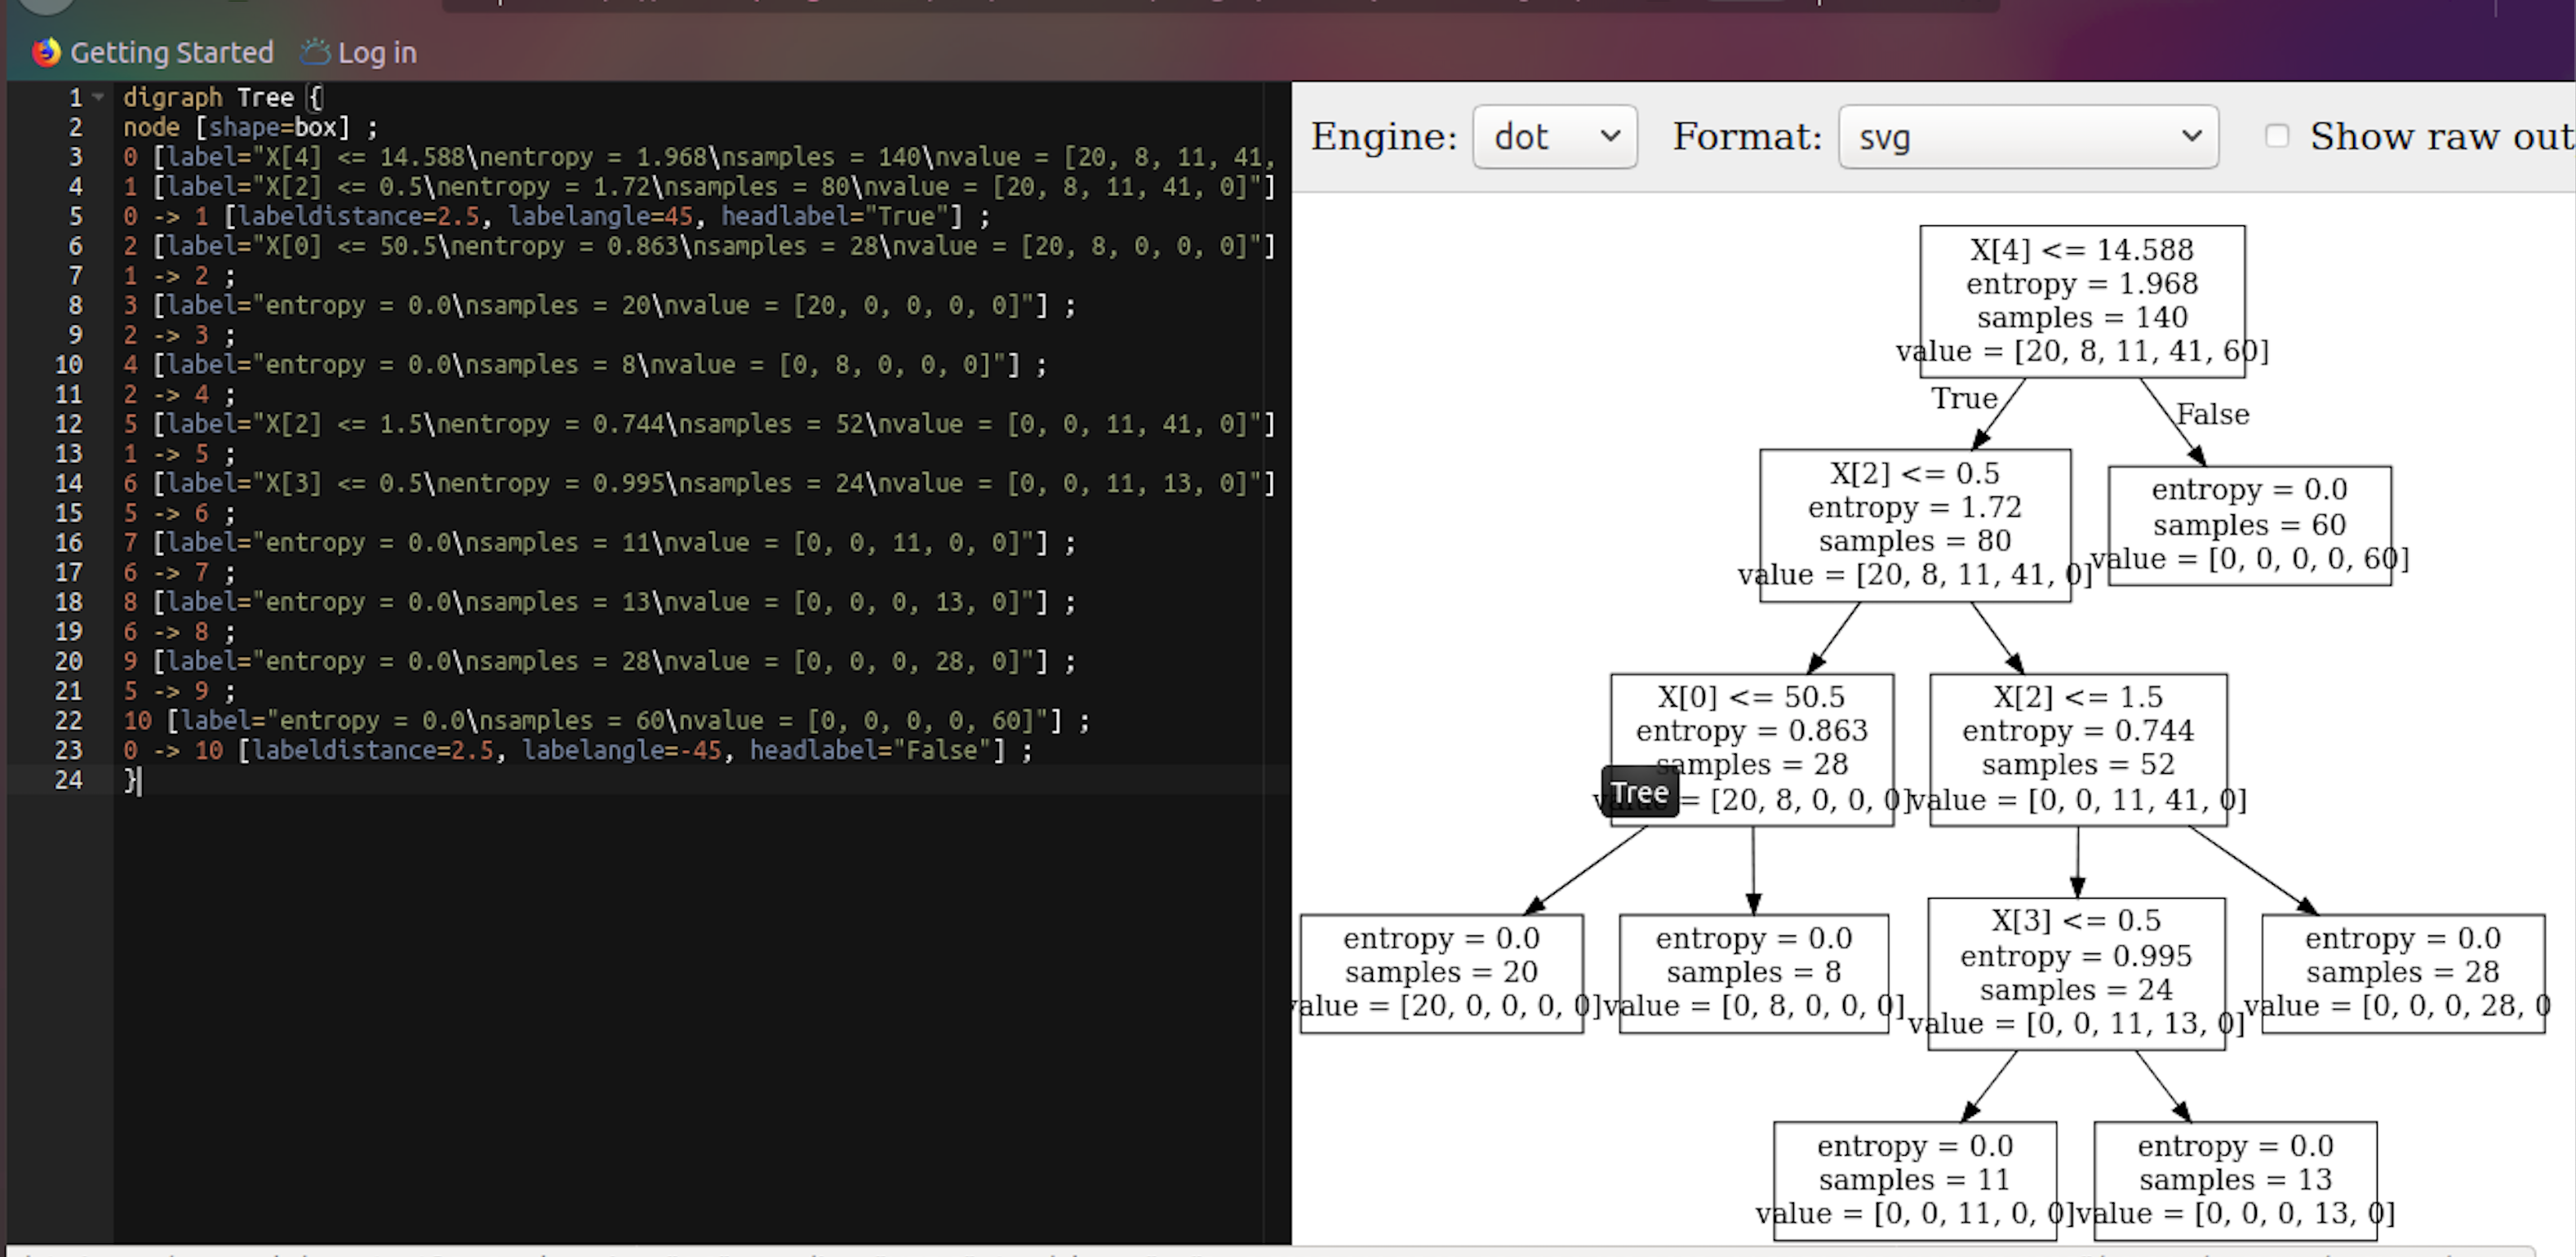 Getting Started Log in
1 digraph Tree {
2 node [shape=box] ;
3 0 [label="X[4] <= 14.588\nentropy = 1.968\nsamples = 140\nvalue = [20, 8, 11, 41,
4 1 [label="X[2] <= 0.5\nentropy = 1.72\nsamples = 80\nvalue = [20, 8, 11, 41, 0]"]
5 0 -> 1 [labeldistance=2.5, labelangle=45, headlabel="True"] ;
6 2 [label="X[0] <= 50.5\nentropy = 0.863\nsamples = 28\nvalue = [20, 8, 0, 0, 0]"]
7 1 -> 2 ;
8 3 [label="entropy = 0.0\nsamples = 20\nvalue = [20, 0, 0, 0, 0]"] ;
9 2 -> 3 ;
10 4 [label="entropy = 0.0\nsamples = 8\nvalue = [0, 8, 0, 0, 0]"] ;
11 2 -> 4 ;
12 5 [label="X[2] <= 1.5\nentropy = 0.744\nsamples = 52\nvalue = [0, 0, 11, 41, 0]"]
13 1 -> 5 ;
14 6 [label="X[3] <= 0.5\nentropy = 0.995\nsamples = 24\nvalue = [0, 0, 11, 13, 0]"]
15 5 -> 6 ;
16 7 [label="entropy = 0.0\nsamples = 11\nvalue = [0, 0, 11, 0, 0]"] ;
17 6 -> 7 ;
18 8 [label="entropy = 0.0\nsamples = 13\nvalue = [0, 0, 0, 13, 0]"] ;
19 6 -> 8 ;
20 9 [label="entropy = 0.0\nsamples = 28\nvalue = [0, 0, 0, 28, 0]"] ;
21 5 -> 9 ;
22 10 [label="entropy = 0.0\nsamples = 60\nvalue = [0, 0, 0, 0, 60]"] ;
23 0 -> 10 [labeldistance=2.5, labelangle=-45, headlabel="False"] ;
24 }
Engine: dot Format: svg Show raw out
X[4] <= 14.588
entropy = 1.968
samples = 140
value = [20, 8, 11, 41, 60]
True
False
X[2] <= 0.5
entropy = 1.72
samples = 80
value = [20, 8, 11, 41, 0]
entropy = 0.0
samples = 60
value = [0, 0, 0, 0, 60]
X[0] <= 50.5
entropy = 0.863
samples = 28
= [20, 8, 0, 0, 0]
Tree
X[2] <= 1.5
entropy = 0.744
samples = 52
value = [0, 0, 11, 41, 0]
entropy = 0.0
samples = 20
value = [20, 0, 0, 0, 0]
entropy = 0.0
samples = 8
value = [0, 8, 0, 0, 0]
X[3] <= 0.5
entropy = 0.995
samples = 24
value = [0, 0, 11, 13, 0]
entropy = 0.0
samples = 28
value = [0, 0, 0, 28, 0
entropy = 0.0
samples = 11
value = [0, 0, 11, 0, 0]
entropy = 0.0
samples = 13
value = [0, 0, 0, 13, 0]